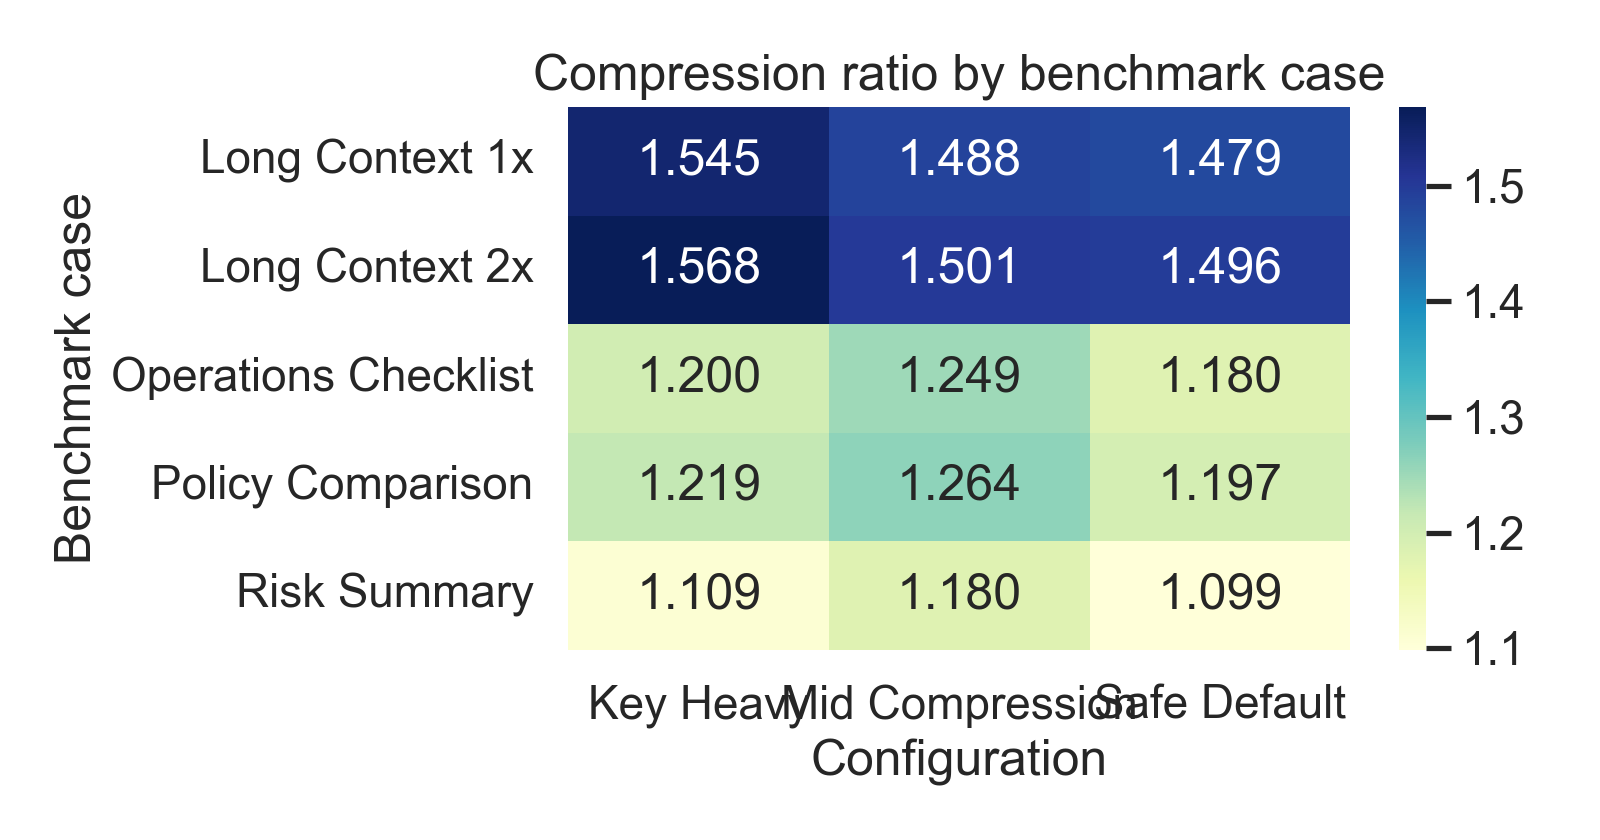 Compression ratio by benchmark case
Benchmark case
Long Context 1x 1.545 1.488 1.479
Long Context 2x 1.568 1.501 1.496
Operations Checklist 1.200 1.249 1.180
Policy Comparison 1.219 1.264 1.197
Risk Summary 1.109 1.180 1.099
Key Heavy Mid Compression Safe Default
Configuration
1.5
1.4
1.3
1.2
1.1